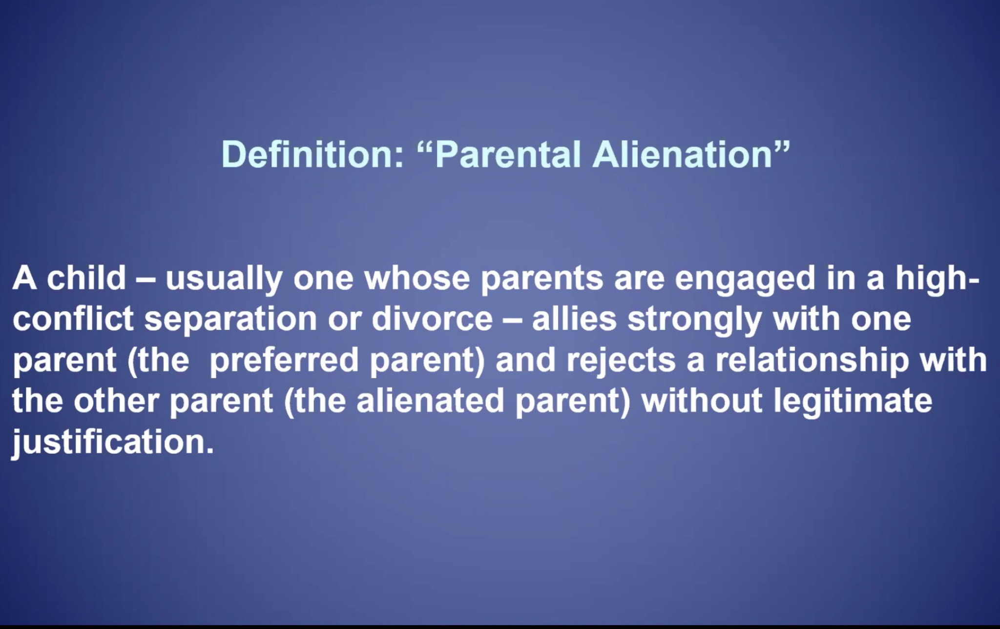 Definition: “Parental Alienation”
A child – usually one whose parents are engaged in a high-
conflict separation or divorce – allies strongly with one
parent (the  preferred parent) and rejects a relationship with
the other parent (the alienated parent) without legitimate
justification.